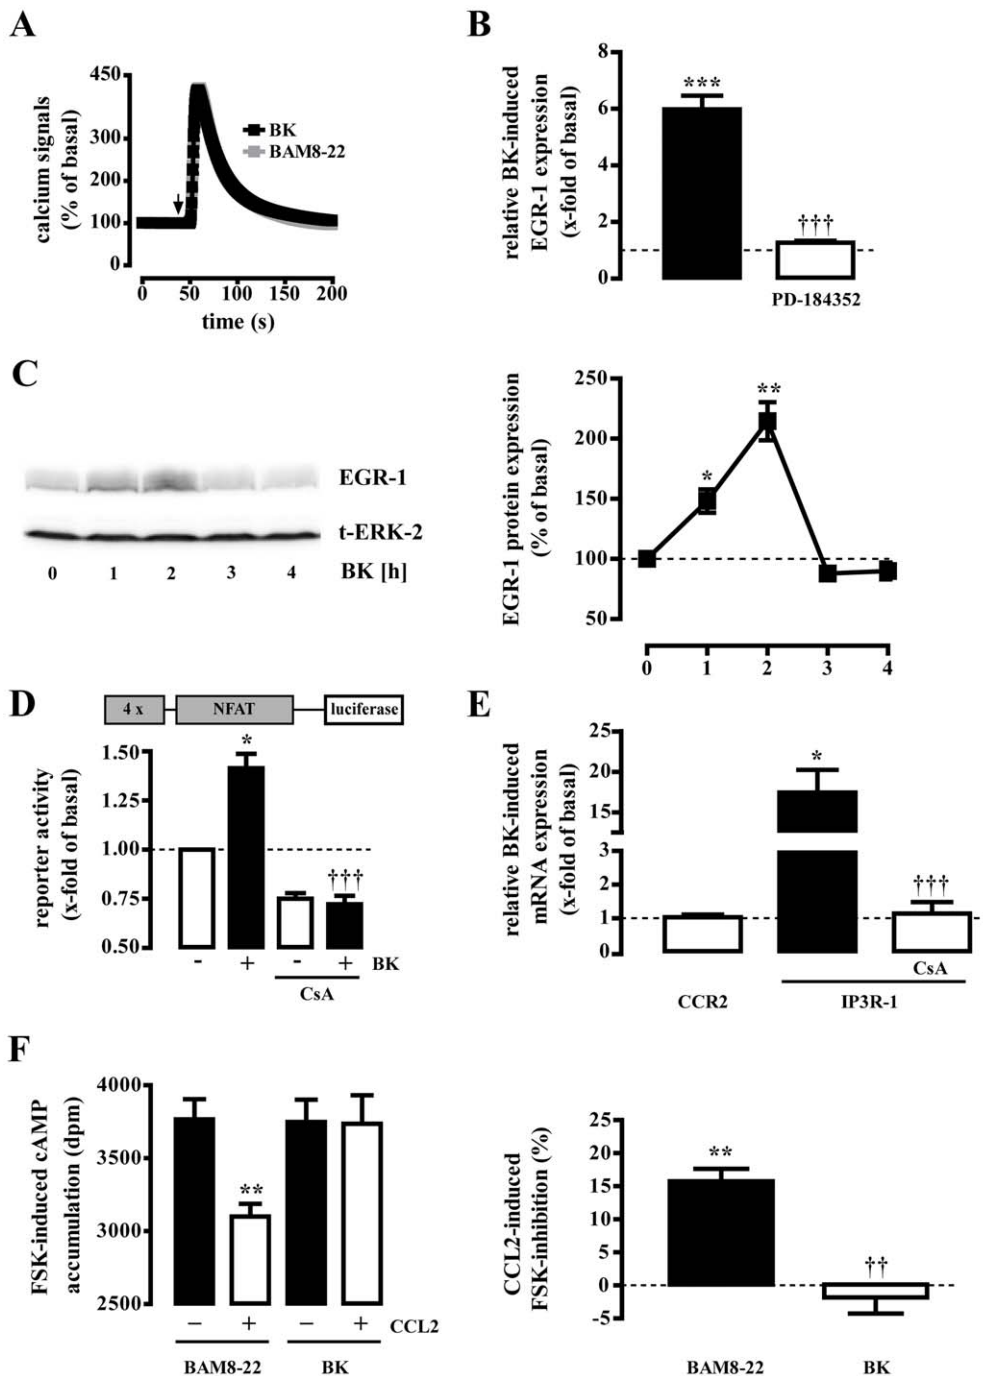 A
calcium signals
(% of basal)
450
300
200
100
0
BK
BAM8-22
0 50 100 150 200
time (s)
B
relative BK-induced
EGR-1 expression
(x-fold of basal)
8
6
4
2
0
***
†††
PD-184352
C
EGR-1
t-ERK-2
0 1 2 3 4 BK [h]
EGR-1 protein expression
(% of basal)
250
200
150
100
50
*
**
0 1 2 3 4
D
4 x NFAT luciferase
reporter activity
(x-fold of basal)
1.50
1.25
1.00
0.75
0.50
*
†††
- + - + BK
CsA
E
relative BK-induced
mRNA expression
(x-fold of basal)
25
20
15
3
2
1
0
*
†††
CsA
CCR2 IP3R-1
F
FSK-induced cAMP
accumulation (dpm)
4000
3500
3000
2500
**
− + − + CCL2
BAM8-22 BK
CCL2-induced
FSK-inhibition (%)
25
20
15
10
5
0
-5
**
††
BAM8-22 BK